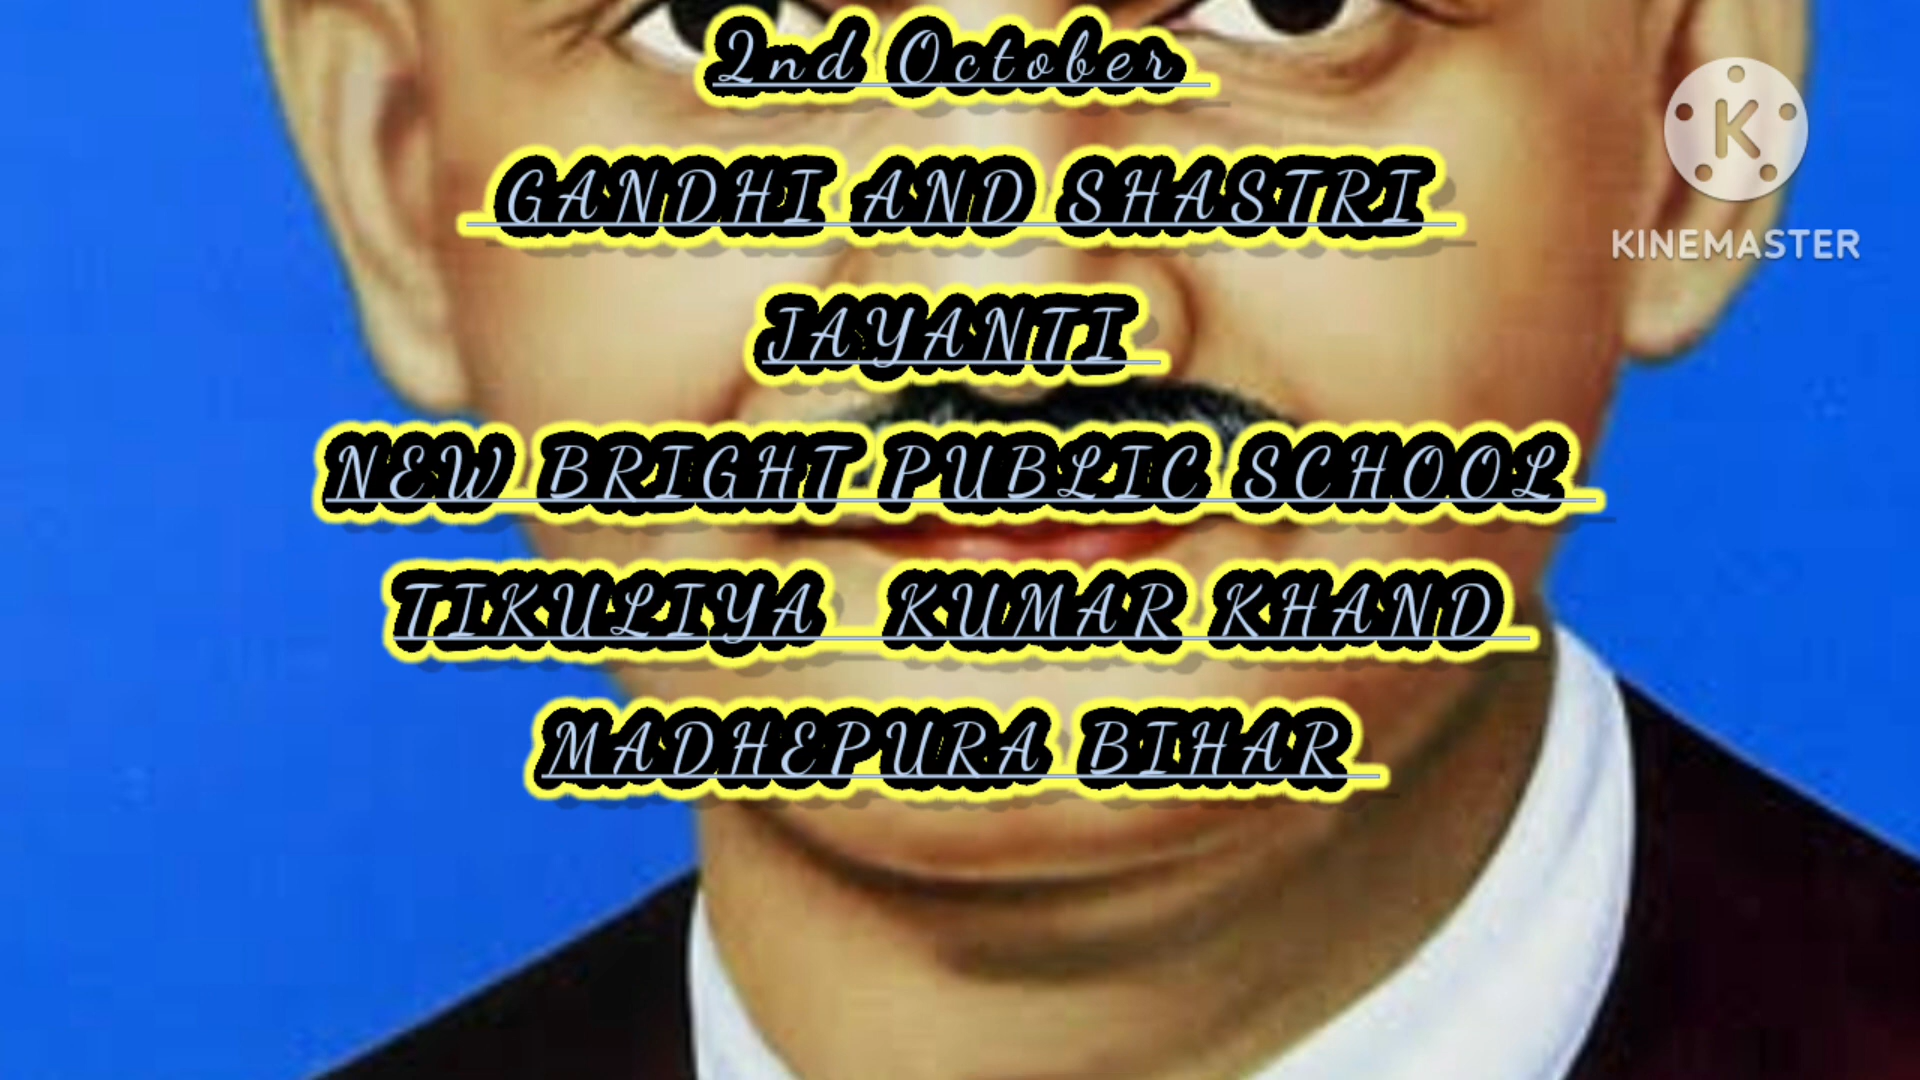 2nd October
GANDHI AND SHASTRI
JAYANTI
NEW BRIGHT PUBLIC SCHOOL
TIKULIYA KUMAR KHAND
MADHEPURA BIHAR
K
KINEMASTER